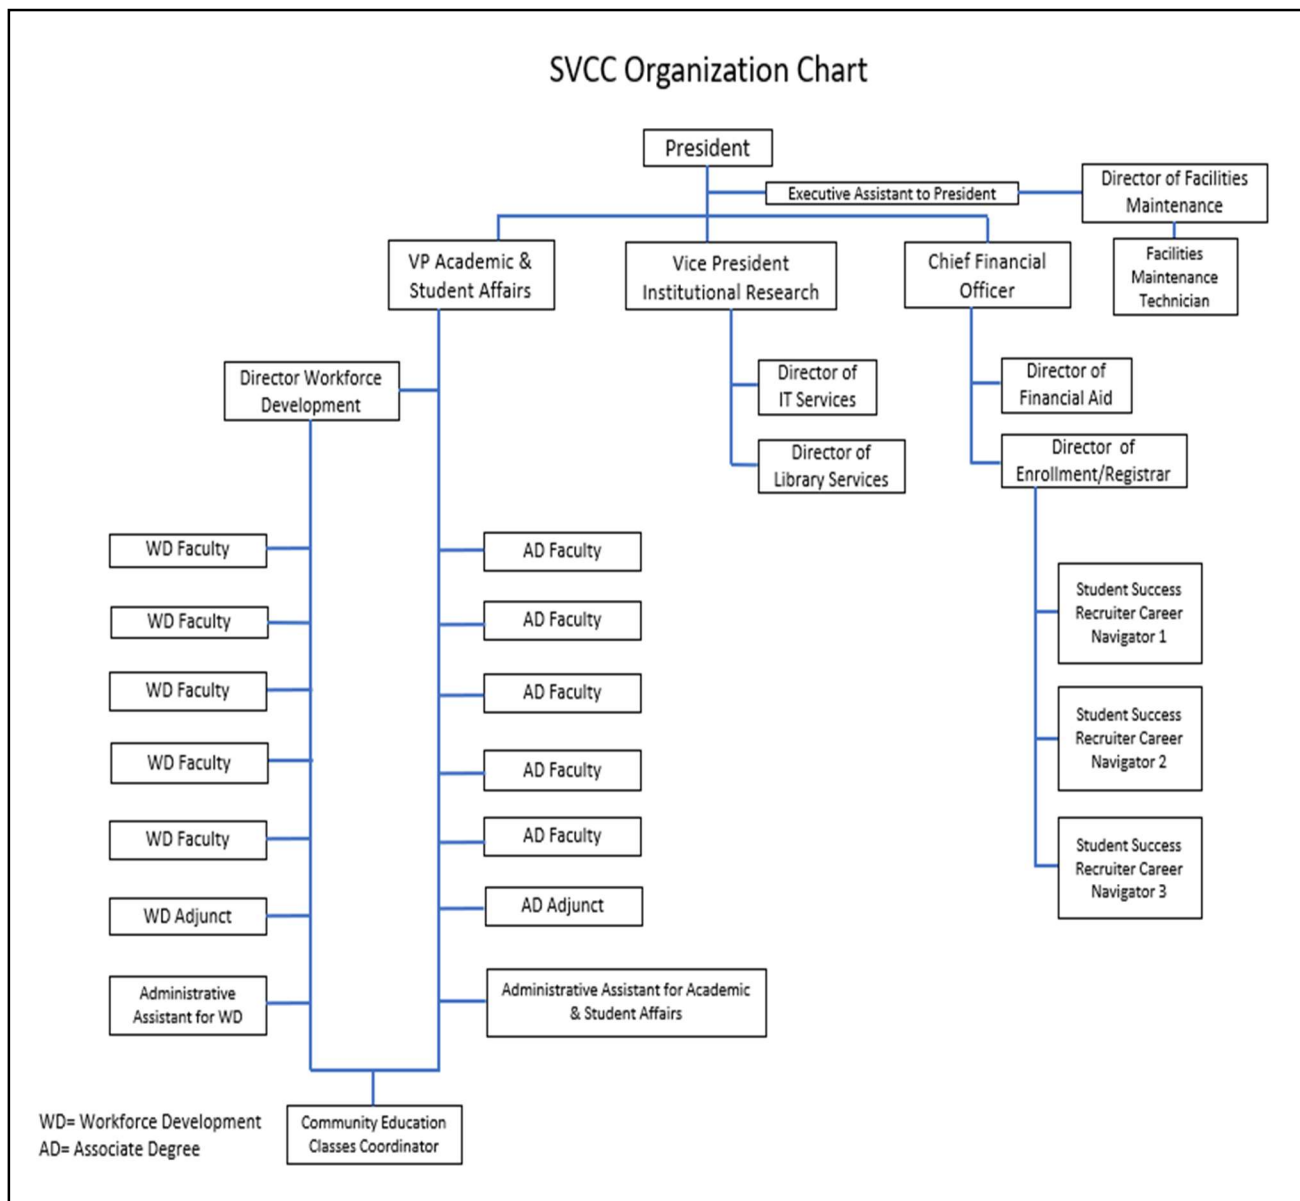 SVCC Organization Chart
President
Executive Assistant to President
Director of Facilities
Maintenance
Facilities
Maintenance
Technician
VP Academic &
Student Affairs
Vice President
Institutional Research
Chief Financial
Officer
Director Workforce
Development
Director of
IT Services
Director of
Library Services
Director of
Financial Aid
Director of
Enrollment/Registrar
WD Faculty
WD Faculty
WD Faculty
WD Faculty
WD Faculty
WD Adjunct
Administrative
Assistant for WD
AD Faculty
AD Faculty
AD Faculty
AD Faculty
AD Faculty
AD Adjunct
Administrative Assistant for Academic
& Student Affairs
Student Success
Recruiter Career
Navigator 1
Student Success
Recruiter Career
Navigator 2
Student Success
Recruiter Career
Navigator 3
Community Education
Classes Coordinator
WD= Workforce Development
AD= Associate Degree